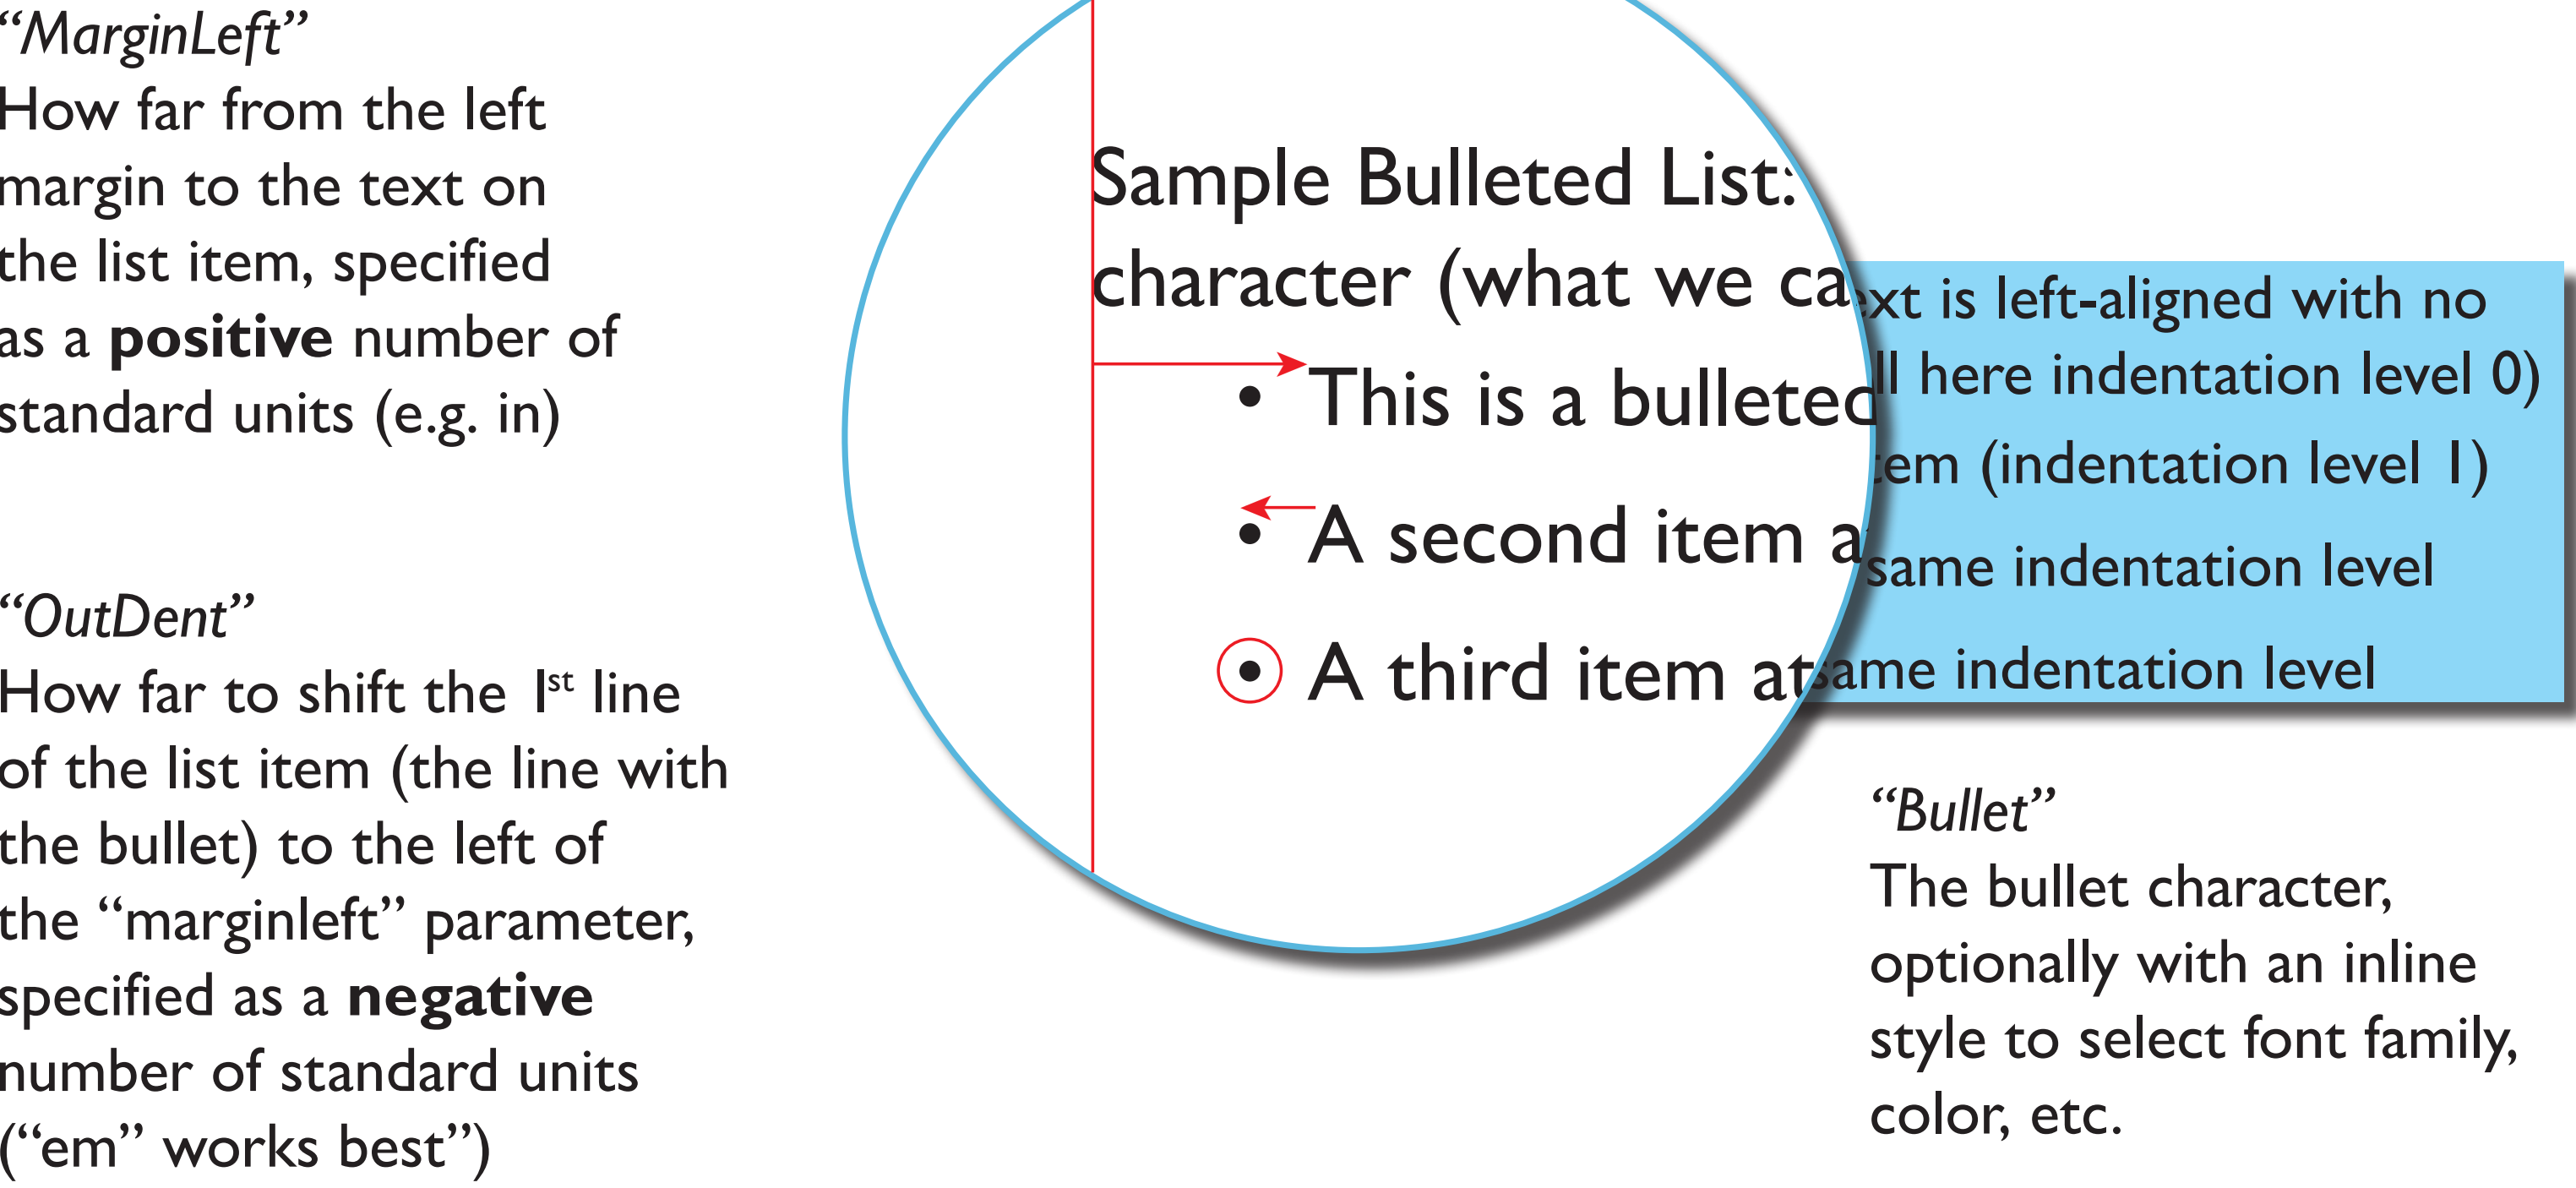 “MarginLeft”
How far from the left
margin to the text on
the list item, specified
as a positive number of
standard units (e.g. in)
“OutDent”
How far to shift the 1st line
of the list item (the line with
the bullet) to the left of
the “marginleft” parameter,
specified as a negative
number of standard units
(“em” works best”)
Sample Bulleted List:
character (what we ca
• This is a bulleted
• A second item a
• A third item at
xt is left-aligned with no
ll here indentation level 0)
em (indentation level 1)
same indentation level
same indentation level
“Bullet”
The bullet character,
optionally with an inline
style to select font family,
color, etc.